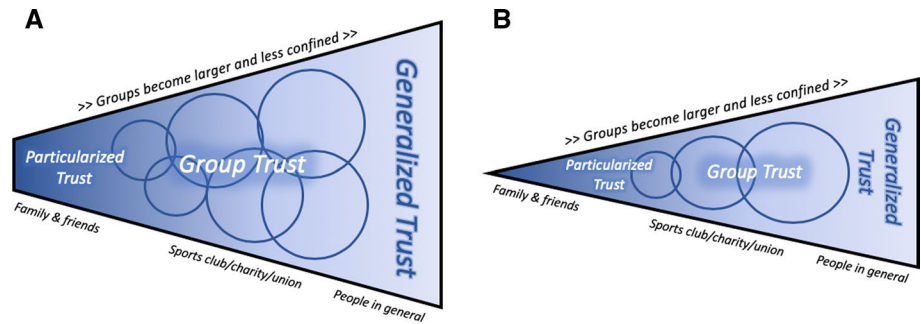 A
>> Groups become larger and less confined >>
Particularized
Trust
Group Trust
Generalized Trust
Family & friends
Sports club/charity/union
People in general
B
>> Groups become larger and less confined >>
Particularized
Trust
Group Trust
Generalized
Trust
Family & friends
Sports club/charity/union
People in general